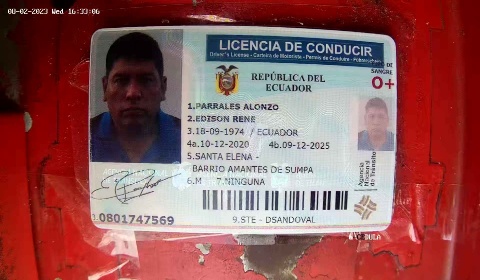 08-02-2023 Wed 16:33:06
LICENCIA DE CONDUCIR
Driver's License - Carteira de Motorista - Permis de Conduire -
REPÚBLICA DEL
ECUADOR
SANGRE
O+
1.PARRALES ALONZO
2.EDISON RENE
3.18-09-1974 / ECUADOR
4a.10-12-2020 4b.09-12-2025
5.SANTA ELENA -
BARRIO AMANTES DE SUMPA
6.M 7.NINGUNA
Agencia
Nacional
de Tránsito
0801747569
9.STE - DSANDOVAL